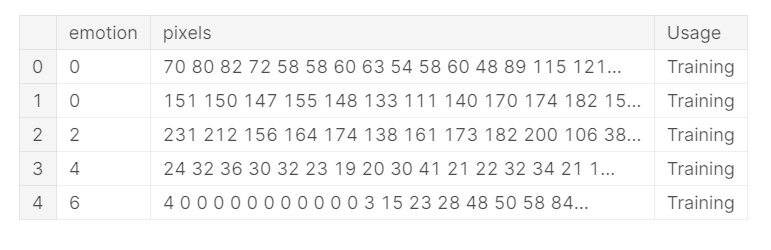 emotion pixels Usage
0 0 70 80 82 72 58 58 60 63 54 58 60 48 89 115 121... Training
1 0 151 150 147 155 148 133 111 140 170 174 182 15... Training
2 2 231 212 156 164 174 138 161 173 182 200 106 38... Training
3 4 24 32 36 30 32 23 19 20 30 41 21 22 32 34 21 1... Training
4 6 4 0 0 0 0 0 0 0 0 0 0 0 3 15 23 28 48 50 58 84... Training